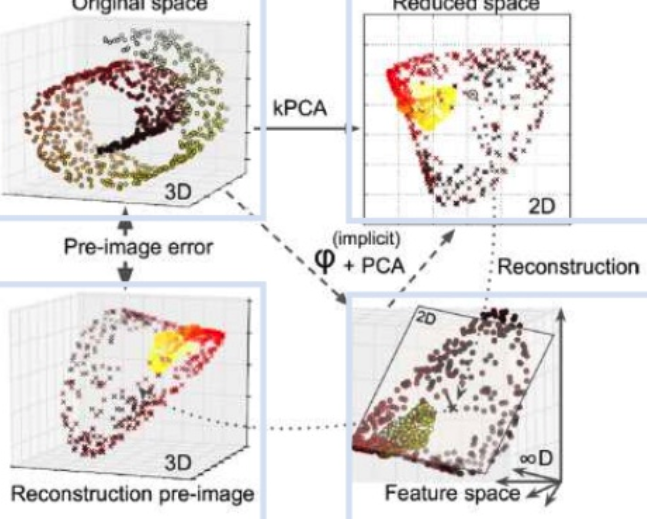 Original space
Reduced space
3D
kPCA
2D
Pre-image error
(implicit)
φ + PCA
Reconstruction
2D
3D
∞D
Reconstruction pre-image
Feature space